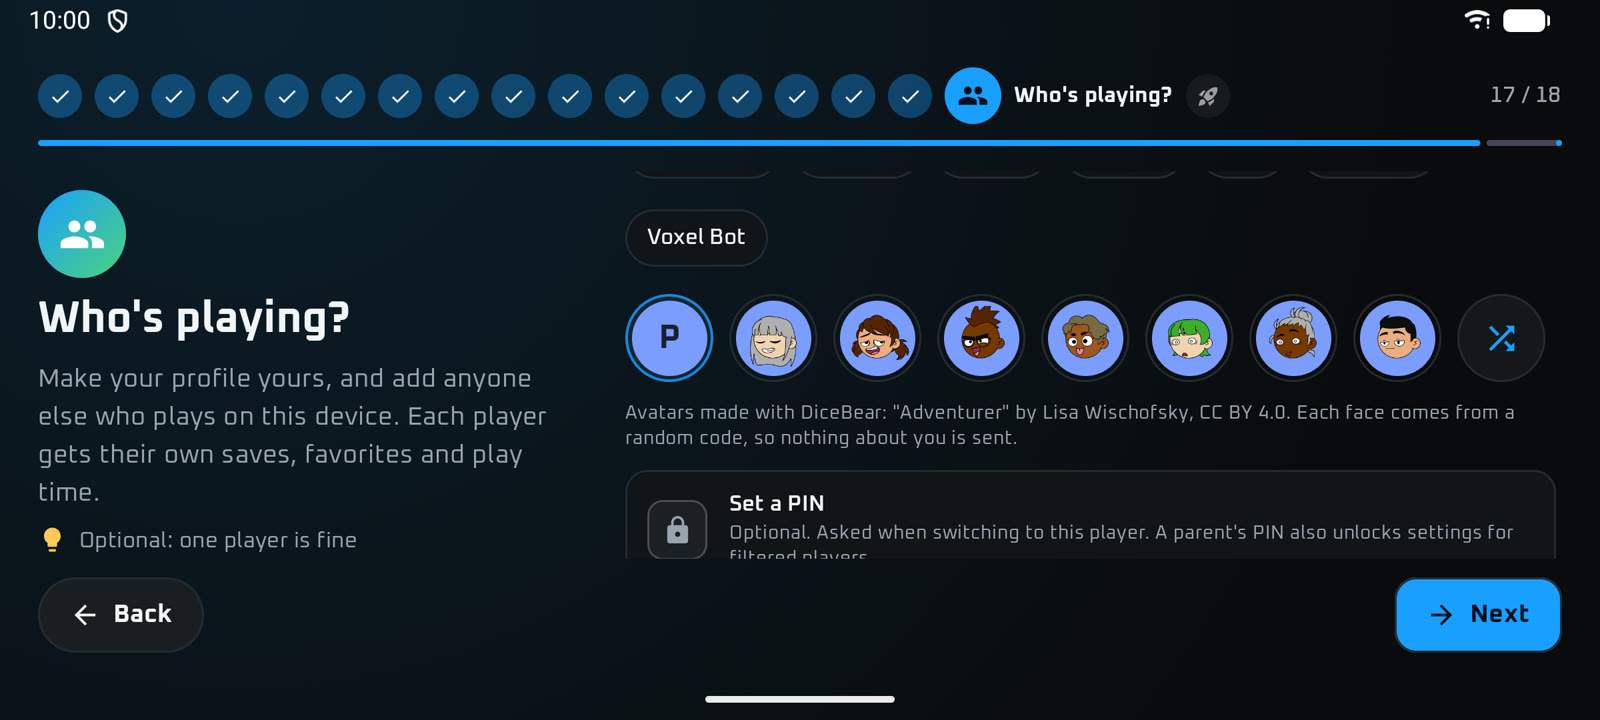 10:00
Who's playing?
17 / 18
Who's playing?
Make your profile yours, and add anyone
else who plays on this device. Each player
gets their own saves, favorites and play
time.
Optional: one player is fine
Voxel Bot
P
Avatars made with DiceBear: "Adventurer" by Lisa Wischofsky, CC BY 4.0. Each face comes from a
random code, so nothing about you is sent.
Set a PIN
Optional. Asked when switching to this player. A parent's PIN also unlocks settings for
filtered players
Back
Next